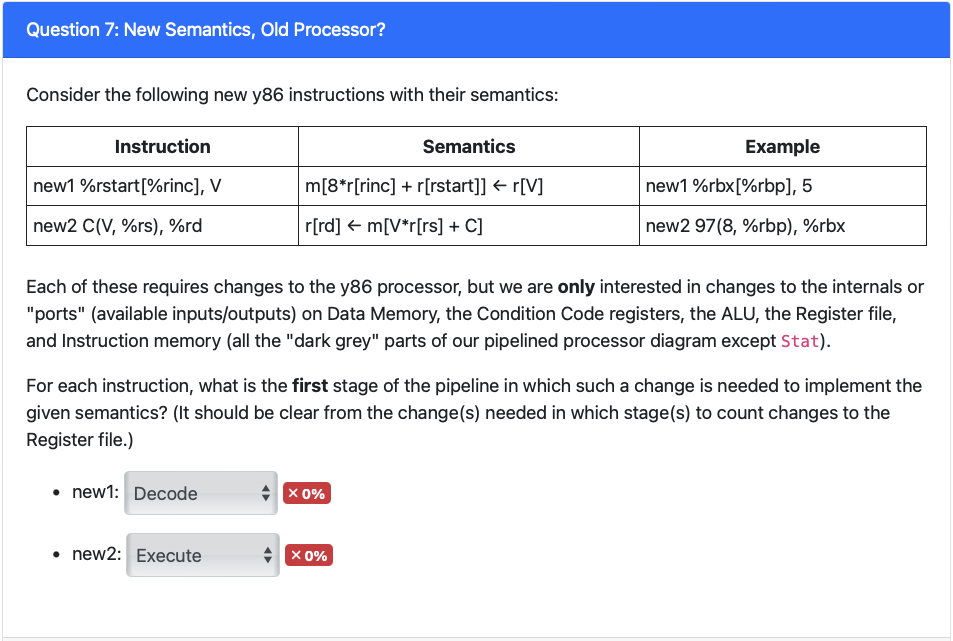 Question 7: New Semantics, Old Processor?
Consider the following new y86 instructions with their semantics:
Instruction Semantics Example
new1 %rstart[%rinc], V m[8*r[rinc] + r[rstart]] ← r[V] new1 %rbx[%rbp], 5
new2 C(V, %rs), %rd r[rd] ← m[V*r[rs] + C] new2 97(8, %rbp), %rbx
Each of these requires changes to the y86 processor, but we are only interested in changes to the internals or
"ports" (available inputs/outputs) on Data Memory, the Condition Code registers, the ALU, the Register file,
and Instruction memory (all the "dark grey" parts of our pipelined processor diagram except Stat).
For each instruction, what is the first stage of the pipeline in which such a change is needed to implement the
given semantics? (It should be clear from the change(s) needed in which stage(s) to count changes to the
Register file.)
• new1: Decode × 0%
• new2: Execute × 0%